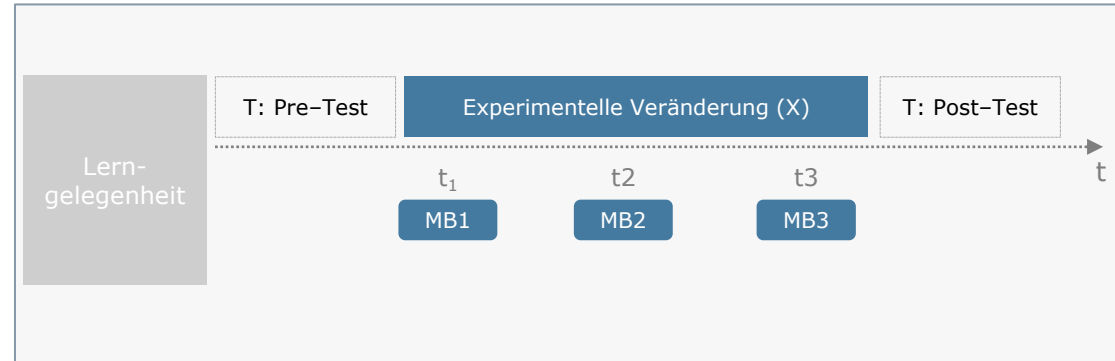 T: Pre–Test
Experimentelle Veränderung (X)
T: Post–Test
Lern-
gelegenheit
t
t₁
t2
t3
MB1
MB2
MB3